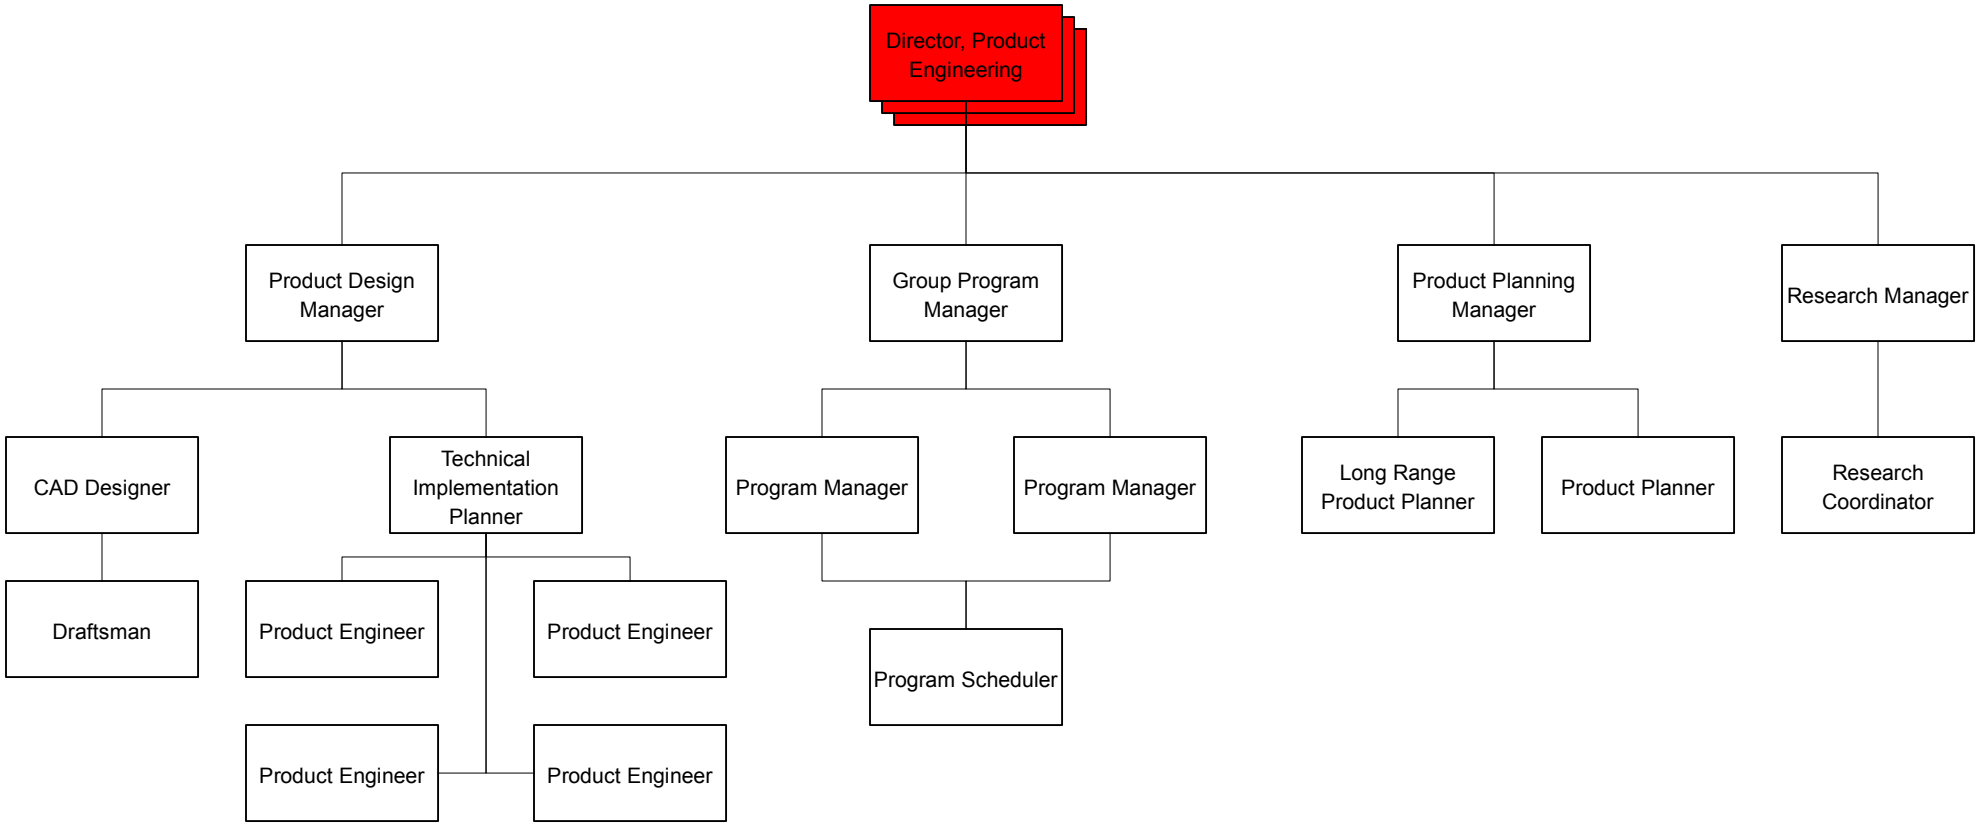 Director, Product
Engineering
Product Design
Manager
Group Program
Manager
Product Planning
Manager
Research Manager
CAD Designer
Technical
Implementation
Planner
Program Manager
Program Manager
Long Range
Product Planner
Product Planner
Research
Coordinator
Draftsman
Product Engineer
Product Engineer
Program Scheduler
Product Engineer
Product Engineer